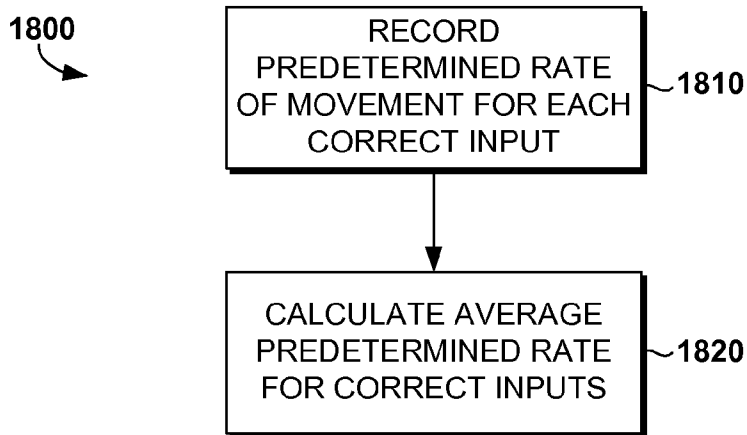 1800
RECORD
PREDETERMINED RATE
OF MOVEMENT FOR EACH
CORRECT INPUT
1810
CALCULATE AVERAGE
PREDETERMINED RATE
FOR CORRECT INPUTS
1820